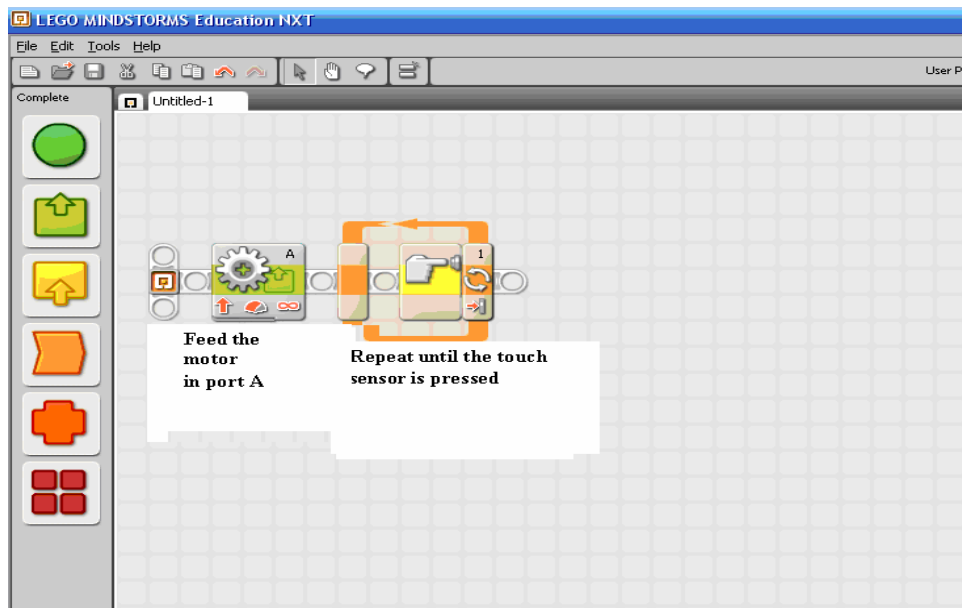 LEGO MINDSTORMS Education NXT
File Edit Tools Help
User P
Complete
Untitled-1
A
1
Feed the
motor
in port A
Repeat until the touch
sensor is pressed